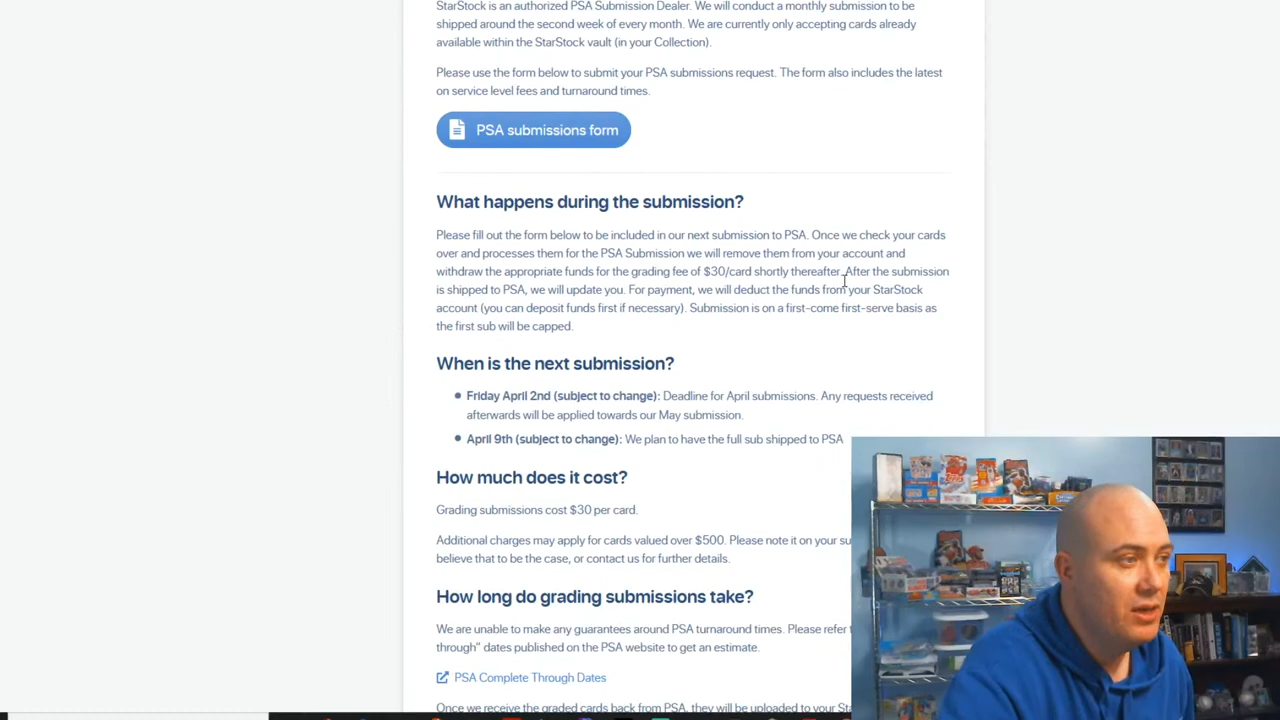 StarStock is an authorized PSA Submission Dealer. We will conduct a monthly submission to be
shipped around the second week of every month. We are currently only accepting cards already
available within the StarStock vault (in your Collection).
Please use the form below to submit your PSA submissions request. The form also includes the latest
on service level fees and turnaround times.
PSA submissions form
What happens during the submission?
Please fill out the form below to be included in our next submission to PSA. Once we check your cards
over and processes them for the PSA Submission we will remove them from your account and
withdraw the appropriate funds for the grading fee of $30/card shortly thereafter. After the submission
is shipped to PSA, we will update you. For payment, we will deduct the funds from your StarStock
account (you can deposit funds first if necessary). Submission is on a first-come first-serve basis as
the first sub will be capped.
When is the next submission?
Friday April 2nd (subject to change): Deadline for April submissions. Any requests received
afterwards will be applied towards our May submission.
April 9th (subject to change): We plan to have the full sub shipped to PSA
How much does it cost?
Grading submissions cost $30 per card.
Additional charges may apply for cards valued over $500. Please note it on your su
believe that to be the case, or contact us for further details.
How long do grading submissions take?
We are unable to make any guarantees around PSA turnaround times. Please refer
through" dates published on the PSA website to get an estimate.
PSA Complete Through Dates
Once we receive the graded cards back from PSA, they will be uploaded to your Sta